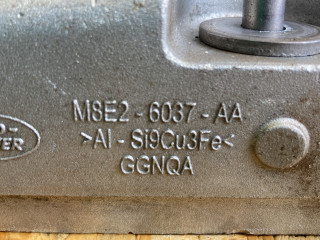 M8E2 - 6037 - AA
>Al - Si9Cu3Fe<
GGNQA